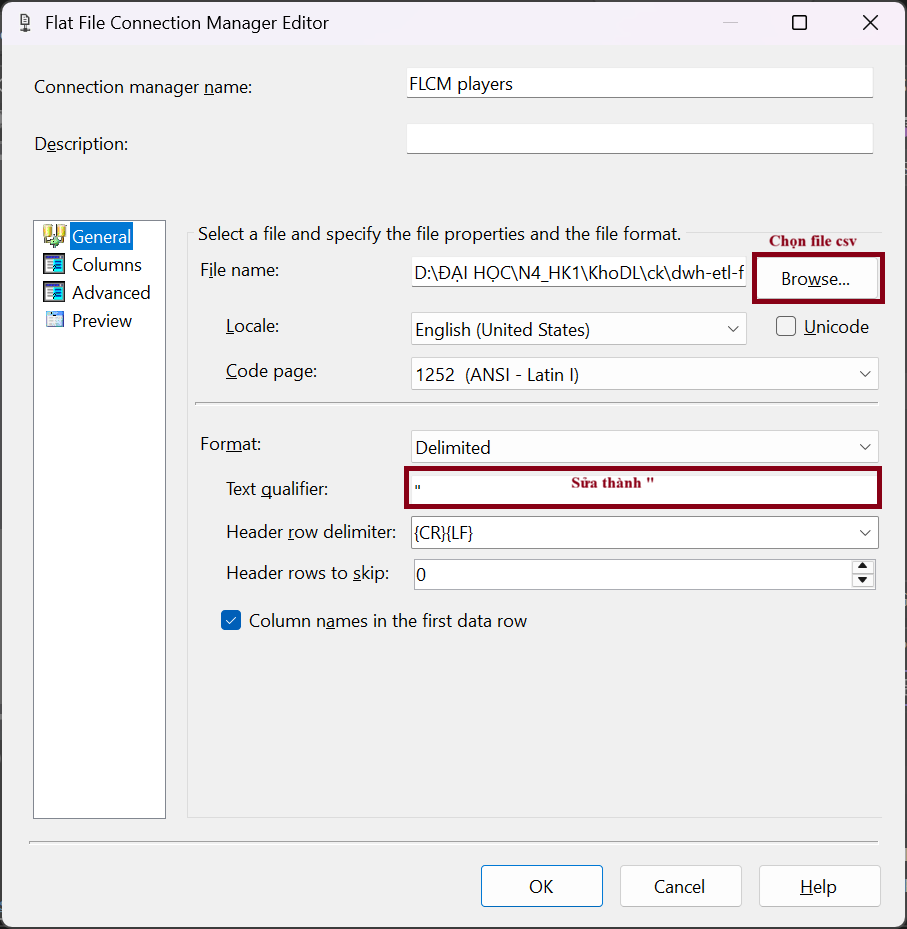 Flat File Connection Manager Editor
Connection manager name:
FLCM players
Description:
General
Columns
Advanced
Preview
Select a file and specify the file properties and the file format.
Chọn file csv
File name:
D:\ĐẠI HỌC\N4_HK1\KhoDL\ck\dwh-etl-f
Browse...
Locale:
English (United States)
Unicode
Code page:
1252 (ANSI - Latin I)
Format:
Delimited
Text qualifier:
"
Sửa thành "
Header row delimiter:
{CR}{LF}
Header rows to skip:
0
Column names in the first data row
OK
Cancel
Help